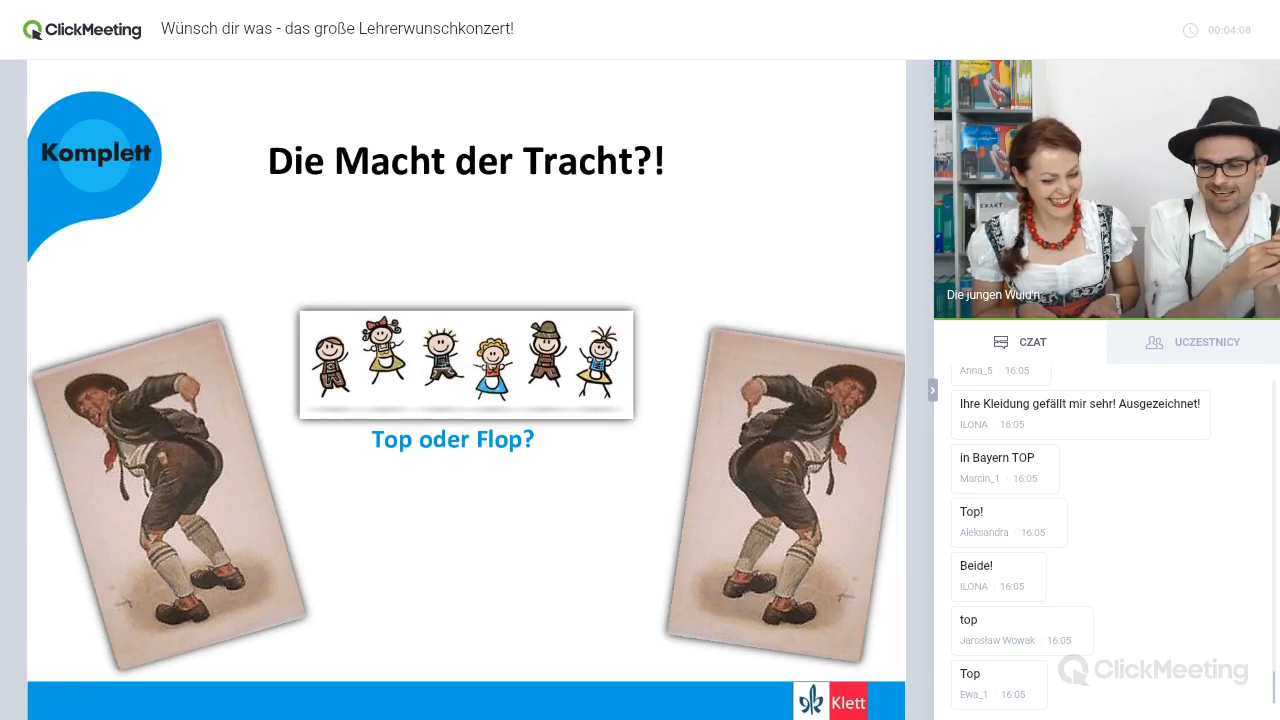 ClickMeeting
Wünsch dir was - das große Lehrerwunschkonzert!
00:04:08
Komplett
Die Macht der Tracht?!
Top oder Flop?
Klett
EXAKT
Die jungen Wuid'n
CZAT
UCZESTNICY
Anna_5 16:05
Ihre Kleidung gefällt mir sehr! Ausgezeichnet!
ILONA 16:05
in Bayern TOP
Marcin_1 16:05
Top!
Aleksandra 16:05
Beide!
ILONA 16:05
top
Jarosław Wowak 16:05
Top
Ewa_1 16:05
ClickMeeting